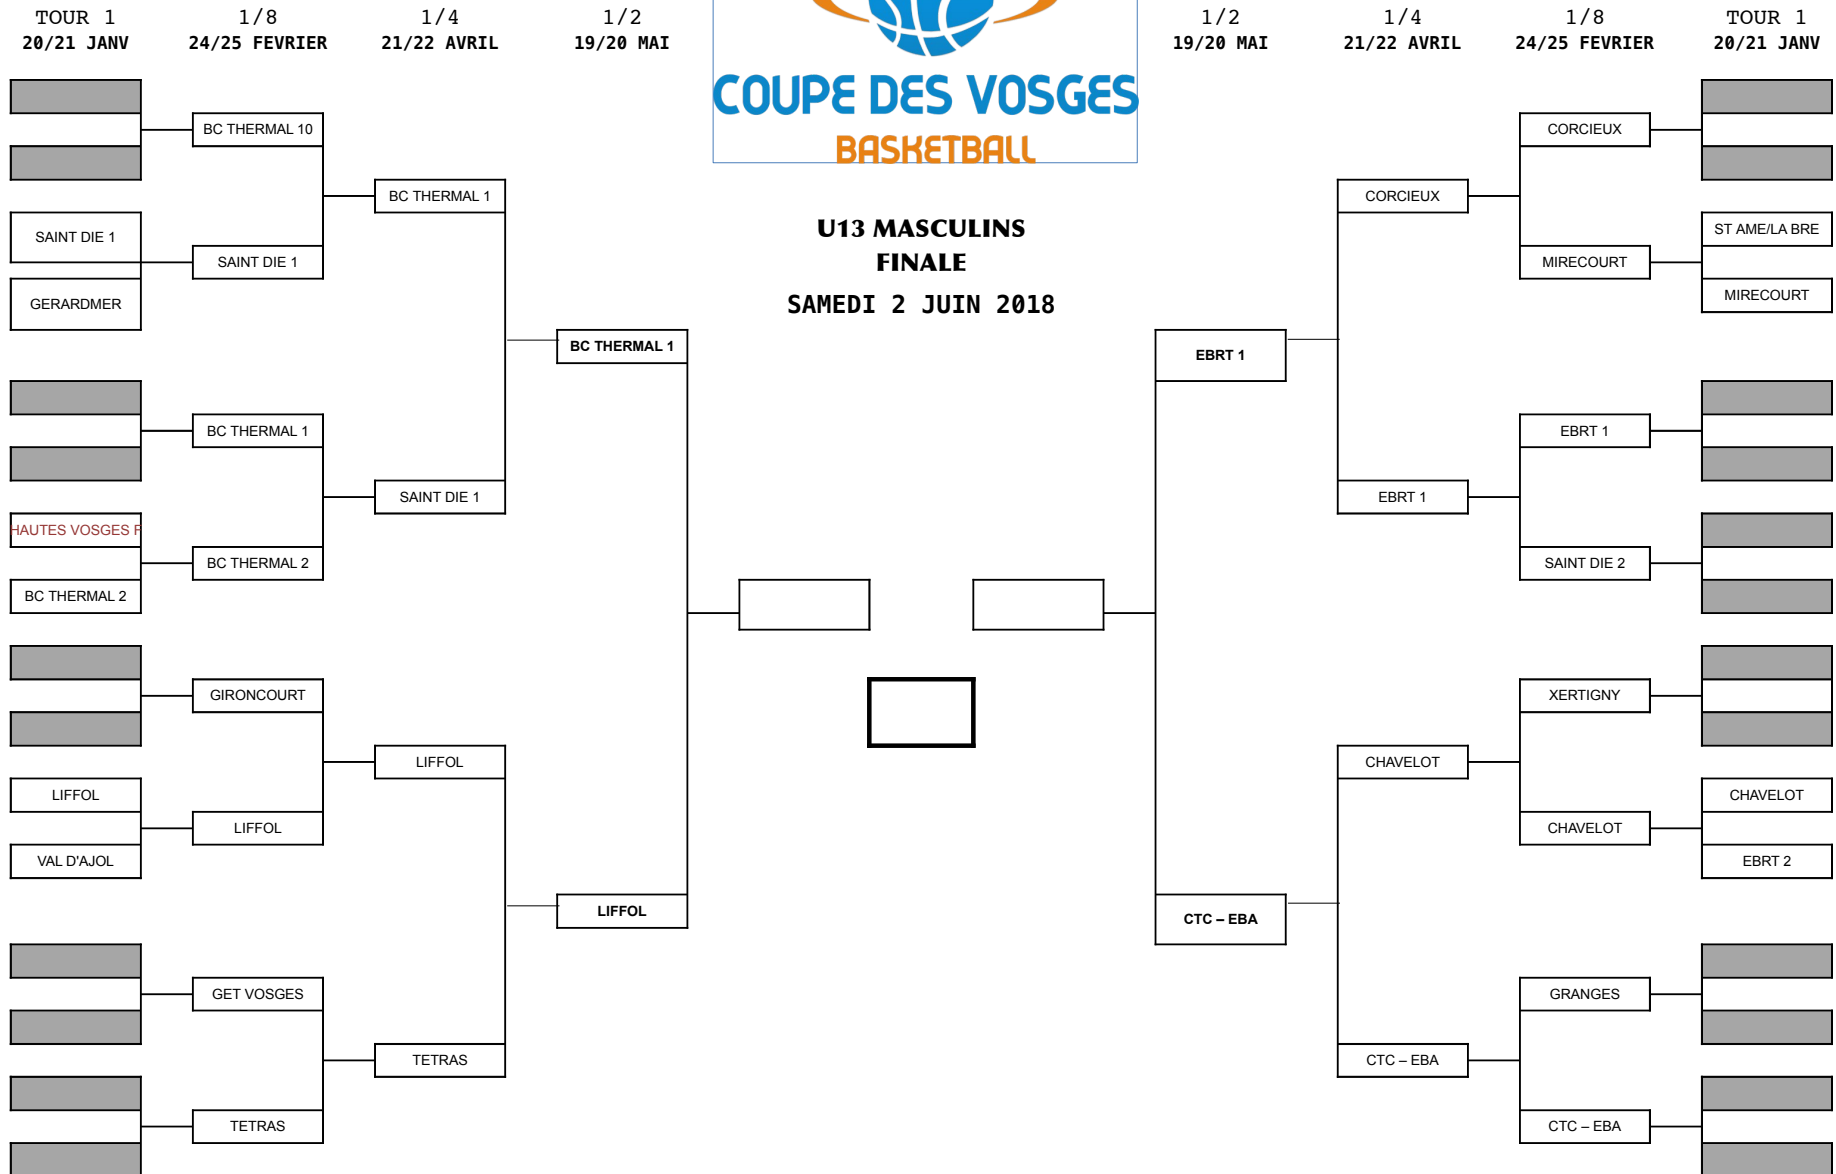 TOUR 1
20/21 JANV
1/8
24/25 FEVRIER
1/4
21/22 AVRIL
1/2
19/20 MAI
1/2
19/20 MAI
1/4
21/22 AVRIL
1/8
24/25 FEVRIER
TOUR 1
20/21 JANV
COUPE DES VOSGES
BASKETBALL
U13 MASCULINS
FINALE
SAMEDI 2 JUIN 2018
SAINT DIE 1
GERARDMER
HAUTES VOSGES F
BC THERMAL 2
LIFFOL
VAL D'AJOL
BC THERMAL 10
SAINT DIE 1
BC THERMAL 1
BC THERMAL 2
GIRONCOURT
LIFFOL
GET VOSGES
TETRAS
BC THERMAL 1
SAINT DIE 1
LIFFOL
TETRAS
BC THERMAL 1
LIFFOL
EBRT 1
CTC – EBA
CORCIEUX
EBRT 1
CHAVELOT
CTC – EBA
CORCIEUX
MIRECOURT
EBRT 1
SAINT DIE 2
XERTIGNY
CHAVELOT
GRANGES
CTC – EBA
ST AME/LA BRE
MIRECOURT
CHAVELOT
EBRT 2